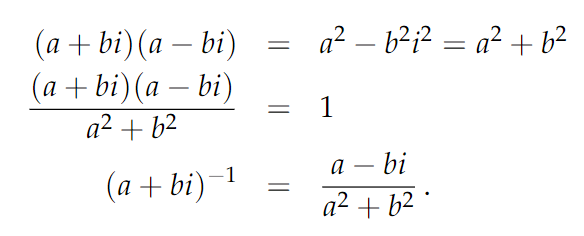 (a + bi)(a − bi) = a² − b²i² = a² + b²
(a + bi)(a − bi) / a² + b² = 1
(a + bi)⁻¹ = a − bi / a² + b² .